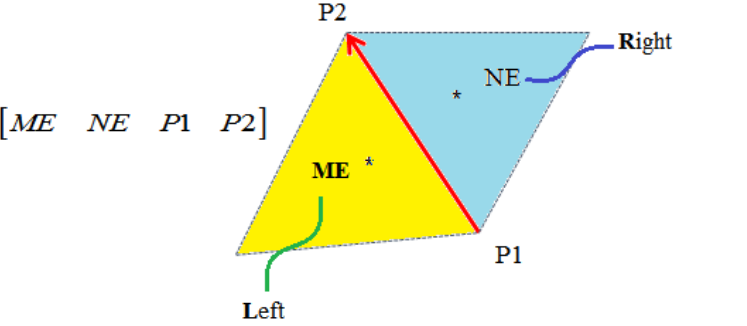 P2
Right
NE
*
[ME NE P1 P2]
ME *
P1
Left